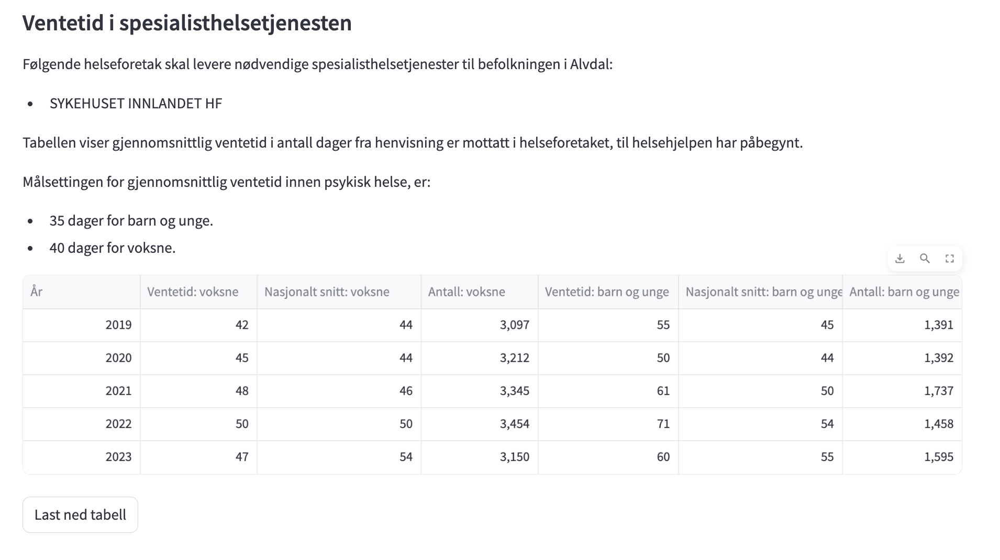 Ventetid i spesialisthelsetjenesten
Følgende helseforetak skal levere nødvendige spesialisthelsetjenester til befolkningen i Alvdal:
• SYKEHUSET INNLANDET HF
Tabellen viser gjennomsnittlig ventetid i antall dager fra henvisning er mottatt i helseforetaket, til helsehjelpen har påbegynt.
Målsettingen for gjennomsnittlig ventetid innen psykisk helse, er:
• 35 dager for barn og unge.
• 40 dager for voksne.
År Ventetid: voksne Nasjonalt snitt: voksne Antall: voksne Ventetid: barn og unge Nasjonalt snitt: barn og unge Antall: barn og unge
2019 42 44 3,097 55 45 1,391
2020 45 44 3,212 50 44 1,392
2021 48 46 3,345 61 50 1,737
2022 50 50 3,454 71 54 1,458
2023 47 54 3,150 60 55 1,595
Last ned tabell